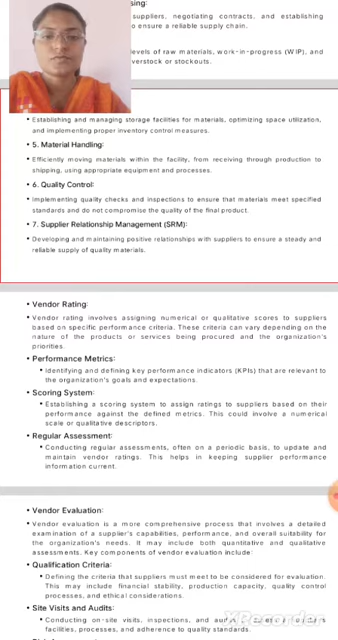 sing:
suppliers, negotiating contracts, and establishing
o ensure a reliable supply chain.
levels of raw materials, work-in-progress (WIP), and
verstock or stockouts.
Establishing and managing storage facilities for materials, optimizing space utilization,
and implementing proper inventory control measures.
• 5. Material Handling:
• Efficiently moving materials within the facility, from receiving through production to
shipping, using appropriate equipment and processes.
• 6. Quality Control:
• Implementing quality checks and inspections to ensure that materials meet specified
standards and do not compromise the quality of the final product.
• 7. Supplier Relationship Management (SRM):
• Developing and maintaining positive relationships with suppliers to ensure a steady and
reliable supply of quality materials.
• Vendor Rating:
• Vendor rating involves assigning numerical or qualitative scores to suppliers
based on specific performance criteria. These criteria can vary depending on the
nature of the products or services being procured and the organization's
priorities.
• Performance Metrics:
• Identifying and defining key performance indicators (KPIs) that are relevant to
the organization's goals and expectations.
• Scoring System:
• Establishing a scoring system to assign ratings to suppliers based on their
performance against the defined metrics. This could involve a numerical
scale or qualitative descriptors.
• Regular Assessment:
• Conducting regular assessments, often on a periodic basis, to update and
maintain vendor ratings. This helps in keeping supplier performance
information current.
• Vendor Evaluation:
• Vendor evaluation is a more comprehensive process that involves a detailed
examination of a supplier's capabilities, performance, and overall suitability
for the organization's needs. It may include both quantitative and qualitative
assessments. Key components of vendor evaluation include:
• Qualification Criteria:
• Defining the criteria that suppliers must meet to be considered for evaluation.
This may include financial stability, production capacity, quality control
processes, and ethical considerations.
• Site Visits and Audits:
• Conducting on-site visits, inspections, and
facilities, processes, and adherence to quality standards.
XRecorder